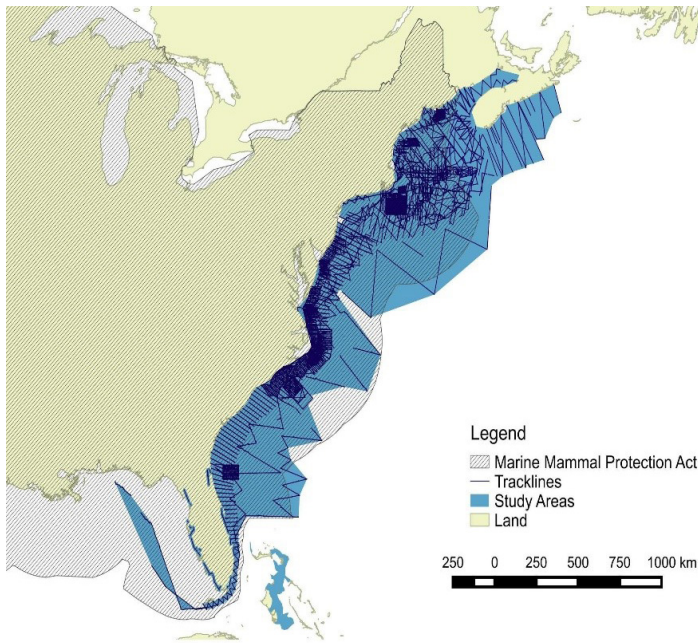 Legend
Marine Mammal Protection Act
Tracklines
Study Areas
Land
250 0 250 500 750 1000 km